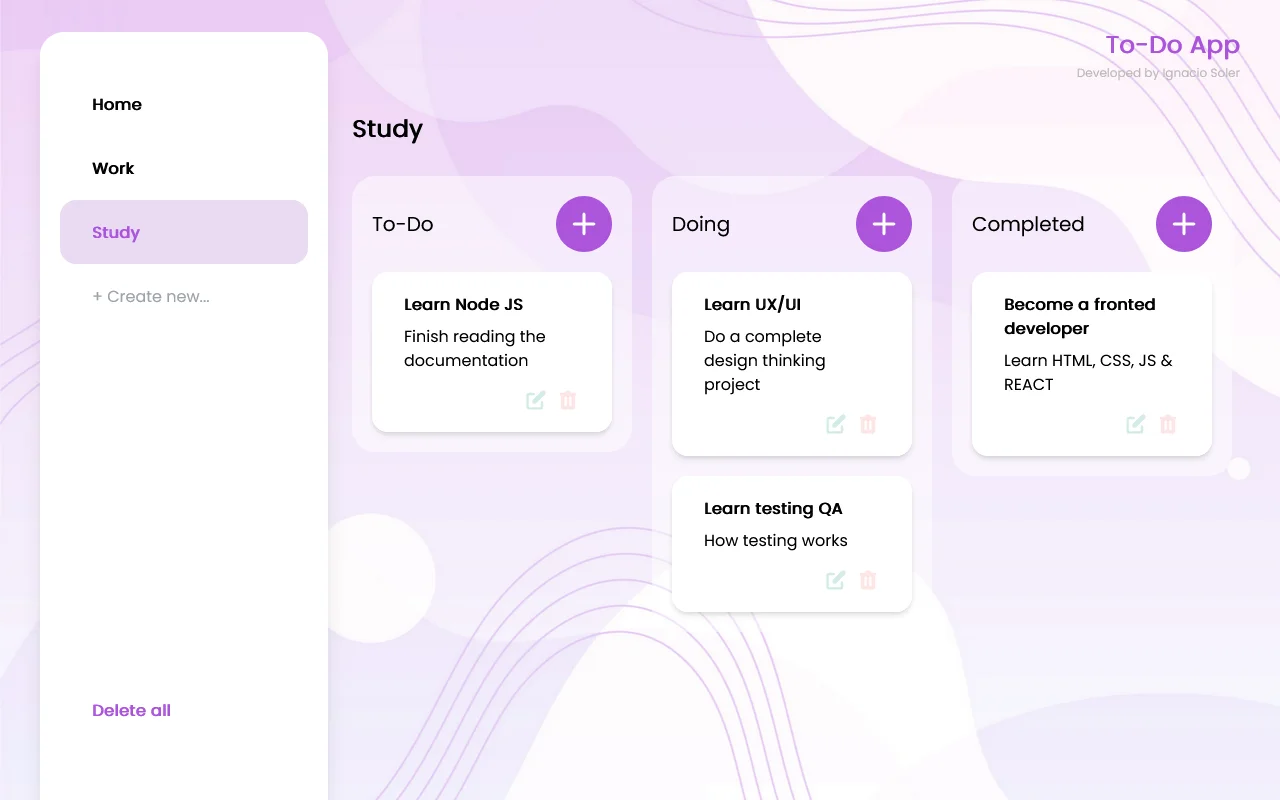 To-Do App
Developed by Ignacio Soler
Home
Work
Study
+ Create new...
Delete all
Study
To-Do
Learn Node JS
Finish reading the
documentation
Doing
Learn UX/UI
Do a complete
design thinking
project
Learn testing QA
How testing works
Completed
Become a fronted
developer
Learn HTML, CSS, JS &
REACT